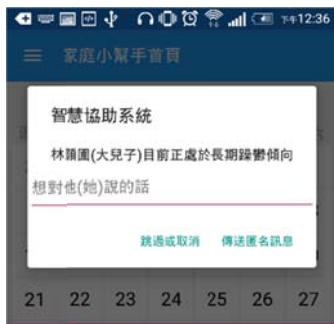 下午12:36
家庭小幫手首頁
智慧協助系統
林頭圃(大兒子)目前正處於長期躁鬱傾向
想對他(她)說的話
跳過或取消 傳送匿名訊息
21 22 23 24 25 26 27